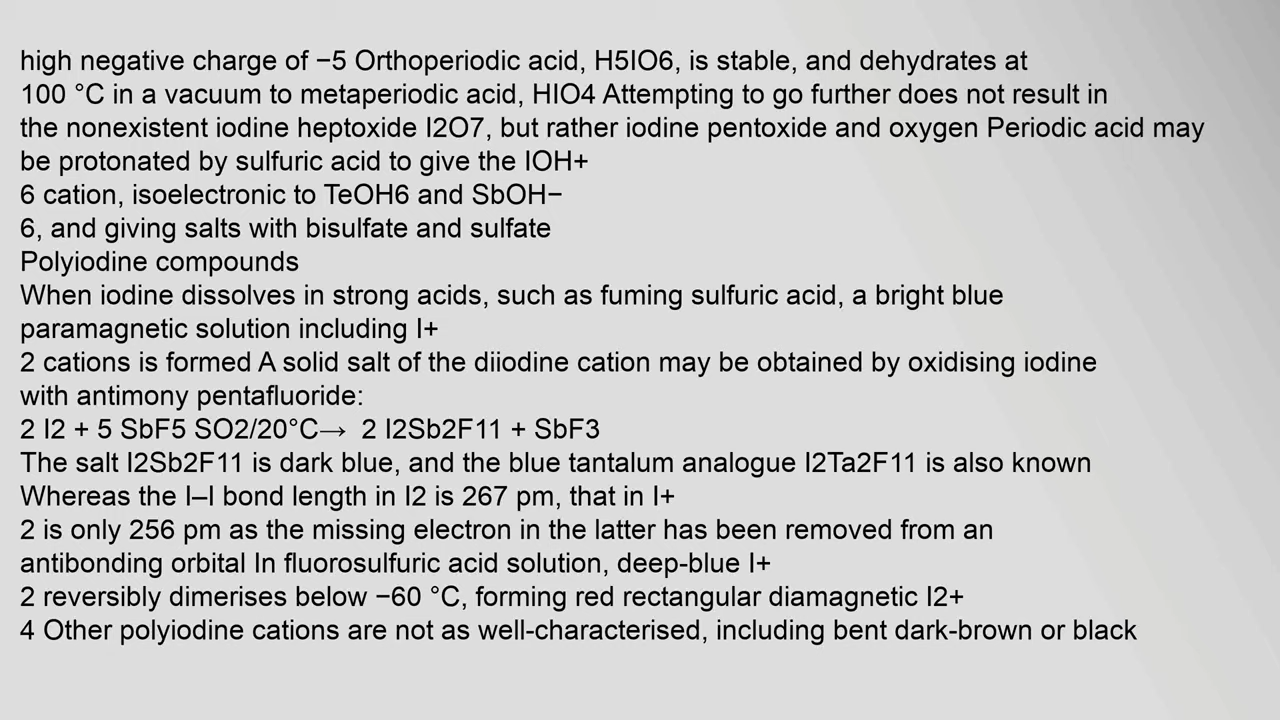 high negative charge of −5 Orthoperiodic acid, H5IO6, is stable, and dehydrates at
100 °C in a vacuum to metaperiodic acid, HIO4 Attempting to go further does not result in
the nonexistent iodine heptoxide I2O7, but rather iodine pentoxide and oxygen Periodic acid may
be protonated by sulfuric acid to give the IOH+
6 cation, isoelectronic to TeOH6 and SbOH−
6, and giving salts with bisulfate and sulfate
Polyiodine compounds
When iodine dissolves in strong acids, such as fuming sulfuric acid, a bright blue
paramagnetic solution including I+
2 cations is formed A solid salt of the diiodine cation may be obtained by oxidising iodine
with antimony pentafluoride:
2 I2 + 5 SbF5 SO2/20°C→  2 I2Sb2F11 + SbF3
The salt I2Sb2F11 is dark blue, and the blue tantalum analogue I2Ta2F11 is also known
Whereas the I–I bond length in I2 is 267 pm, that in I+
2 is only 256 pm as the missing electron in the latter has been removed from an
antibonding orbital In fluorosulfuric acid solution, deep-blue I+
2 reversibly dimerises below −60 °C, forming red rectangular diamagnetic I2+
4 Other polyiodine cations are not as well-characterised, including bent dark-brown or black